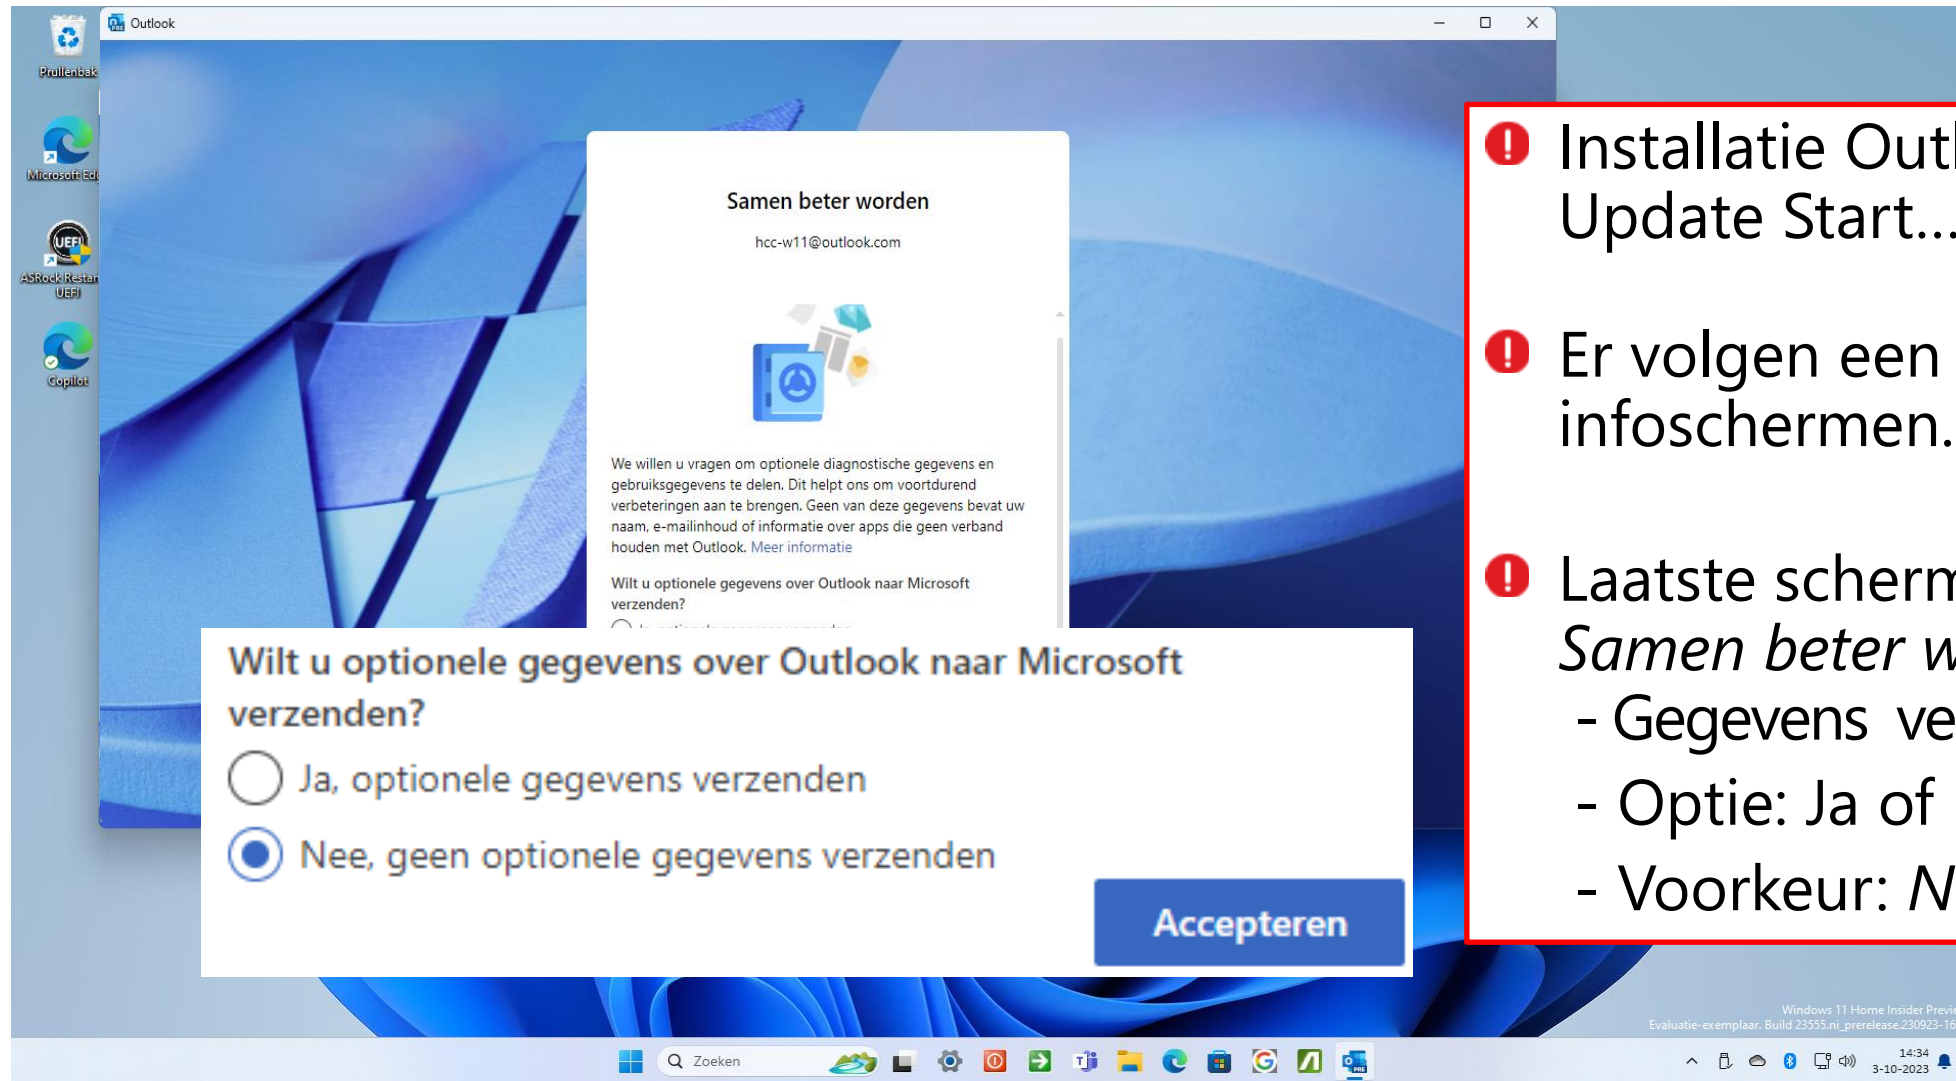 Outlook
Prullenbak
Microsoft Ed
ASRock Restar
UEFI
Copilot
Samen beter worden
hcc-w11@outlook.com
We willen u vragen om optionele diagnostische gegevens en
gebruiksgegevens te delen. Dit helpt ons om voortdurend
verbeteringen aan te brengen. Geen van deze gegevens bevat uw
naam, e-mailinhoud of informatie over apps die geen verband
houden met Outlook. Meer informatie
Wilt u optionele gegevens over Outlook naar Microsoft
verzenden?
Wilt u optionele gegevens over Outlook naar Microsoft
verzenden?
Ja, optionele gegevens verzenden
Nee, geen optionele gegevens verzenden
Accepteren
Installatie Outl
Update Start...
Er volgen een
infoschermen.
Laatste scherm
Samen beter w
- Gegevens ve
- Optie: Ja of
- Voorkeur: N
Windows 11 Home Insider Previe
Evaluatie-exemplaar. Build 23555.ni_prerelease.230923-16
Zoeken
14:34
3-10-2023